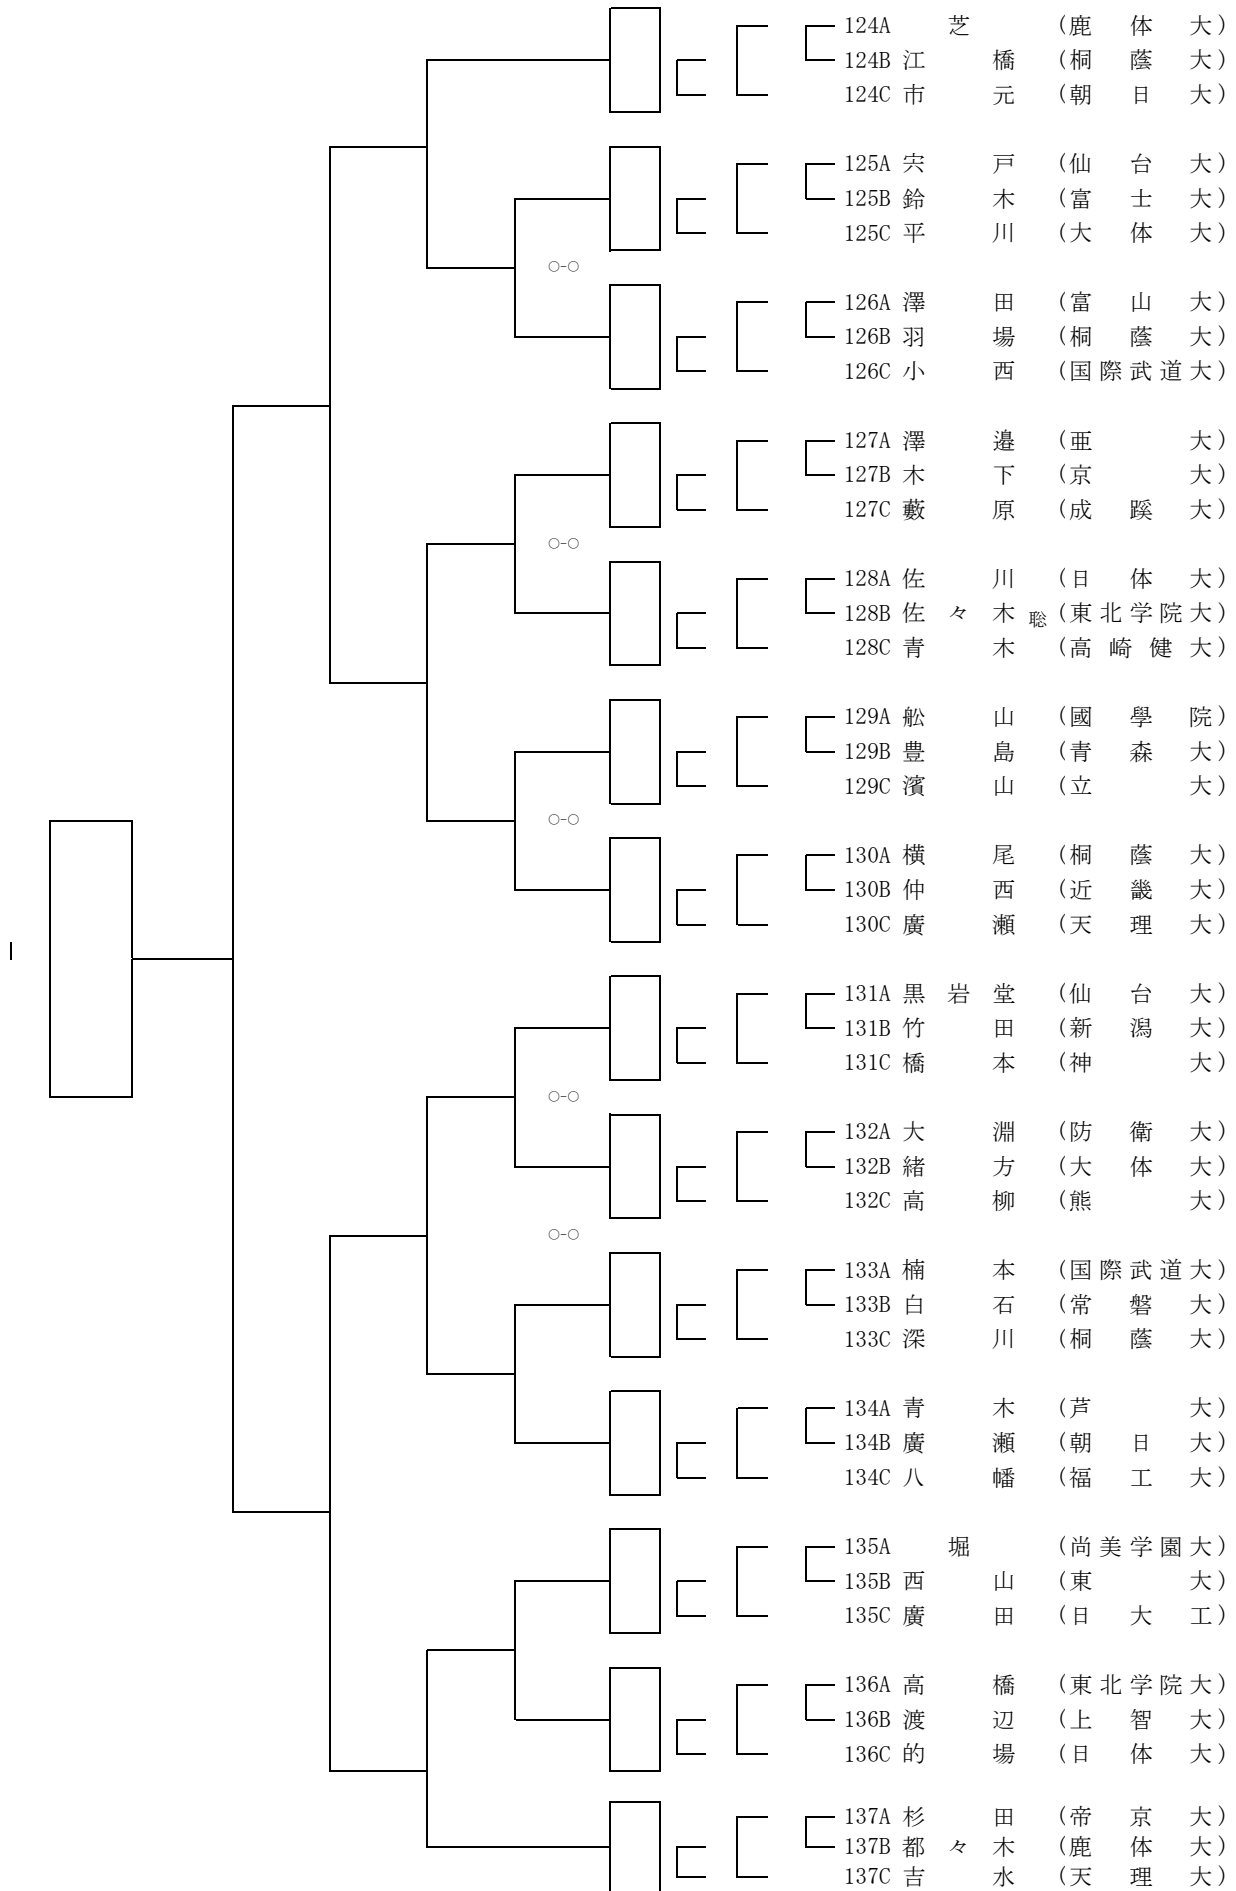 124A 芝 (鹿体大)
124B 江橋 (桐蔭大)
124C 市元 (朝日大)
125A 宍戸 (仙台大)
125B 鈴木 (富士大)
125C 平川 (大体大)
○-○
126A 澤田 (富山大)
126B 羽場 (桐蔭大)
126C 小西 (国際武道大)
127A 澤邉 (亜大)
127B 木下 (京大)
127C 藪原 (成蹊大)
○-○
128A 佐川 (日体大)
128B 佐々木聡 (東北学院大)
128C 青木 (高崎健大)
129A 舩山 (國學院)
129B 豊島 (青森大)
129C 濱山 (立大)
○-○
130A 横尾 (桐蔭大)
130B 仲西 (近畿大)
130C 廣瀬 (天理大)
131A 黒岩堂 (仙台大)
131B 竹田 (新潟大)
131C 橋本 (神大)
○-○
132A 大淵 (防衛大)
132B 緒方 (大体大)
132C 高柳 (熊大)
○-○
133A 楠本 (国際武道大)
133B 白石 (常磐大)
133C 深川 (桐蔭大)
134A 青木 (芦大)
134B 廣瀬 (朝日大)
134C 八幡 (福工大)
135A 堀 (尚美学園大)
135B 西山 (東大)
135C 廣田 (日大工)
136A 高橋 (東北学院大)
136B 渡辺 (上智大)
136C 的場 (日体大)
137A 杉田 (帝京大)
137B 都々木 (鹿体大)
137C 吉水 (天理大)